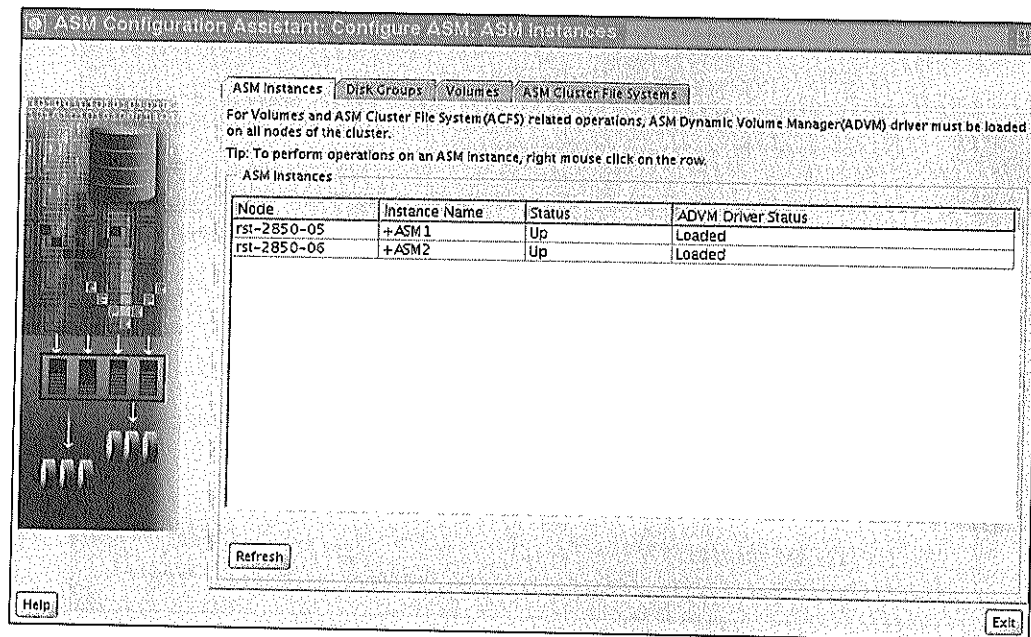 ASM Configuration Assistant: Configure ASM: ASM Instances
ASM Instances Disk Groups Volumes ASM Cluster File Systems
For Volumes and ASM Cluster File System(ACFS) related operations, ASM Dynamic Volume Manager(ADVM) driver must be loaded
on all nodes of the cluster.
Tip: To perform operations on an ASM Instance, right mouse click on the row.
ASM Instances
Node Instance Name Status ADVM Driver Status
rst-2850-05 +ASM1 Up Loaded
rst-2850-06 +ASM2 Up Loaded
Refresh
Help Exit